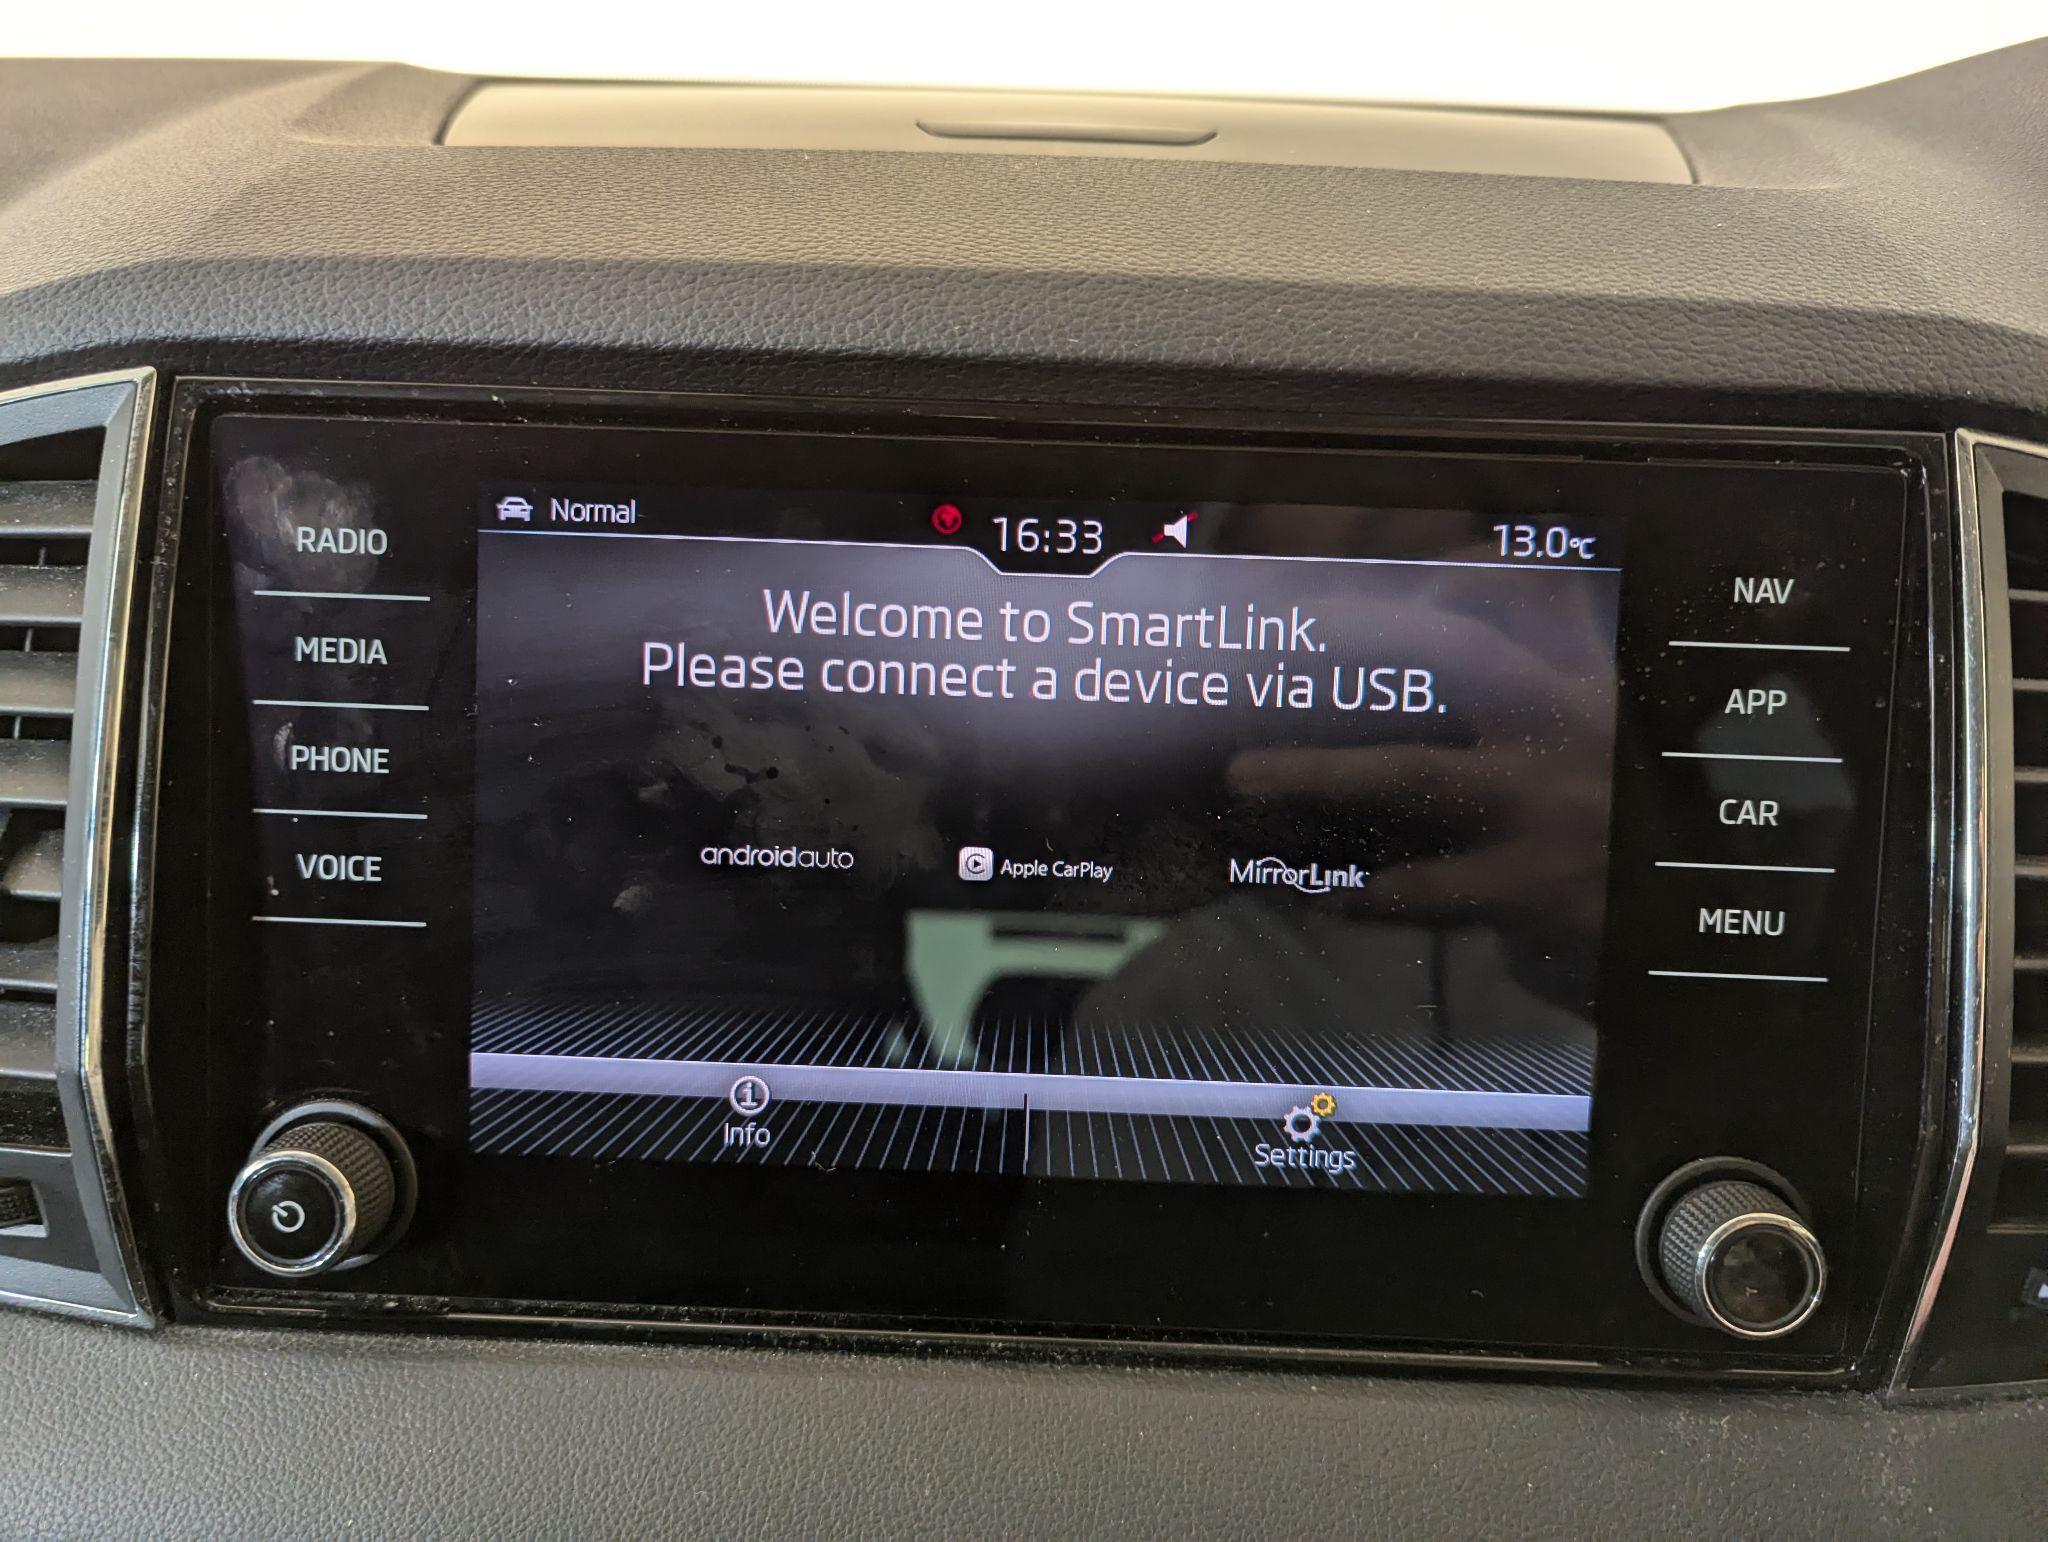 Normal
16:33
13.0°C
RADIO
MEDIA
PHONE
VOICE
Welcome to SmartLink.
Please connect a device via USB.
androidauto
Apple CarPlay
MirrorLink
Info
Settings
NAV
APP
CAR
MENU